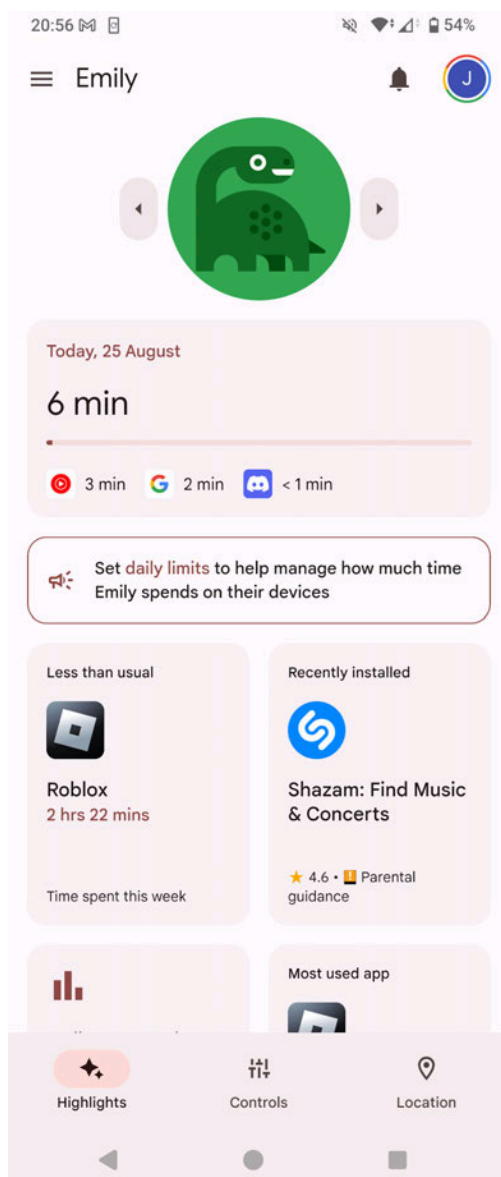 20:56 54%
Emily
J
Today, 25 August
6 min
3 min 2 min < 1 min
Set daily limits to help manage how much time
Emily spends on their devices
Less than usual
Roblox
2 hrs 22 mins
Time spent this week
Recently installed
Shazam: Find Music
& Concerts
★ 4.6 • Parental
guidance
Most used app
Highlights
Controls
Location